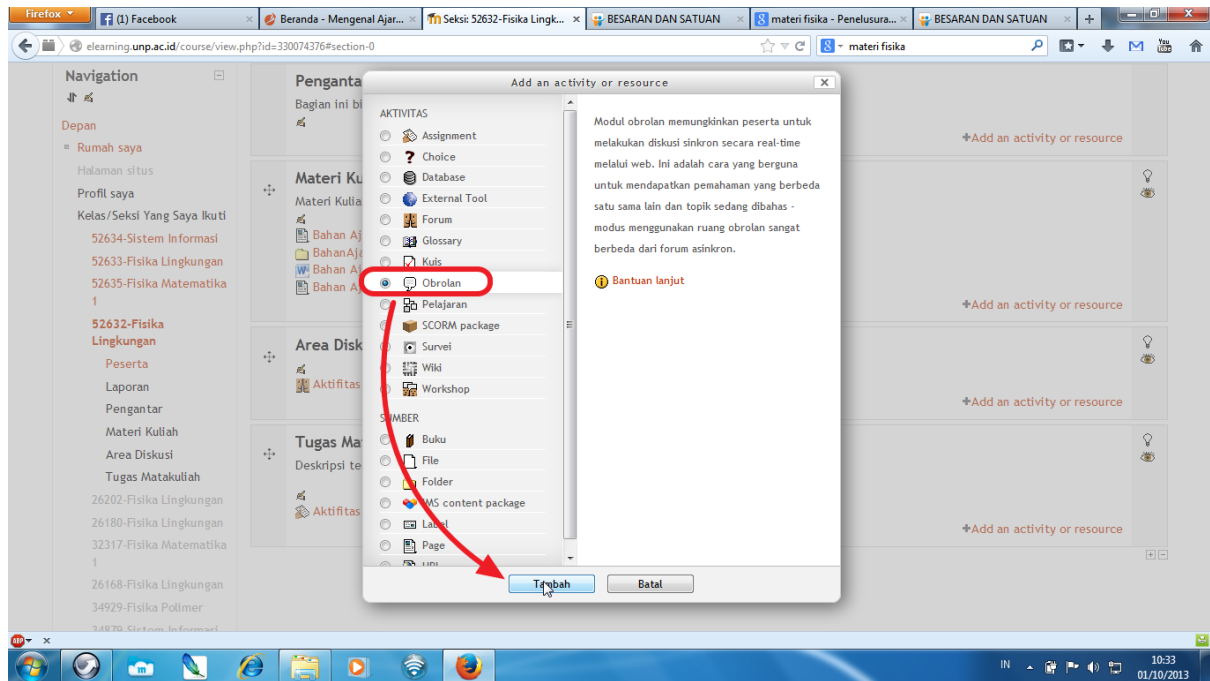 Firefox
(1) Facebook
Beranda - Mengenal Ajar...
Seksi: 52632-Fisika Lingk...
BESARAN DAN SATUAN
materi fisika - Penelusura...
BESARAN DAN SATUAN
elearning.unp.ac.id/course/view.php?id=330074376#section-0
materi fisika
Navigation
Depan
Rumah saya
Halaman situs
Profil saya
Kelas/Seksi Yang Saya Ikuti
52634-Sistem Informasi
52633-Fisika Lingkungan
52635-Fisika Matematika
1
52632-Fisika
Lingkungan
Peserta
Laporan
Pengantar
Materi Kuliah
Area Diskusi
Tugas Matakuliah
26202-Fisika Lingkungan
26180-Fisika Lingkungan
32317-Fisika Matematika
1
26168-Fisika Lingkungan
34929-Fisika Polimer
34879-Sistem Informasi
Penganta
Bagian ini bi
+Add an activity or resource
Materi Ku
Materi Kulia
Bahan Aj
BahanAja
Bahan Aj
Bahan Aj
+Add an activity or resource
Area Disk
Aktifitas
+Add an activity or resource
Tugas Ma
Deskripsi te
Aktifitas
+Add an activity or resource
Add an activity or resource
AKTIVITAS
Assignment
Choice
Database
External Tool
Forum
Glossary
Kuis
Obrolan
Pelajaran
SCORM package
Survei
Wiki
Workshop
SUMBER
Buku
File
Folder
IMS content package
Label
Page
URL
Modul obrolan memungkinkan peserta untuk
melakukan diskusi sinkron secara real-time
melalui web. Ini adalah cara yang berguna
untuk mendapatkan pemahaman yang berbeda
satu sama lain dan topik sedang dibahas -
modus menggunakan ruang obrolan sangat
berbeda dari forum asinkron.
Bantuan lanjut
Tambah
Batal
ABP
IN
10:33
01/10/2013